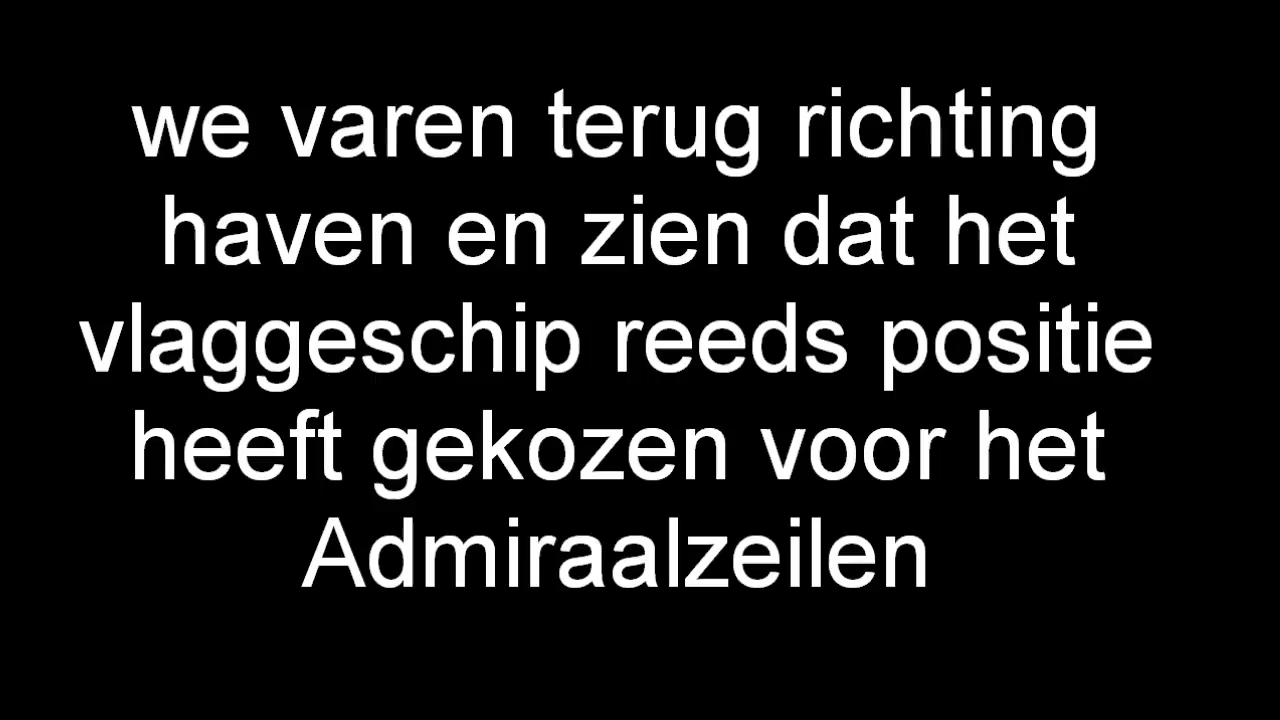 we varen terug richting
haven en zien dat het
vlaggeschip reeds positie
heeft gekozen voor het
Admiraalzeilen